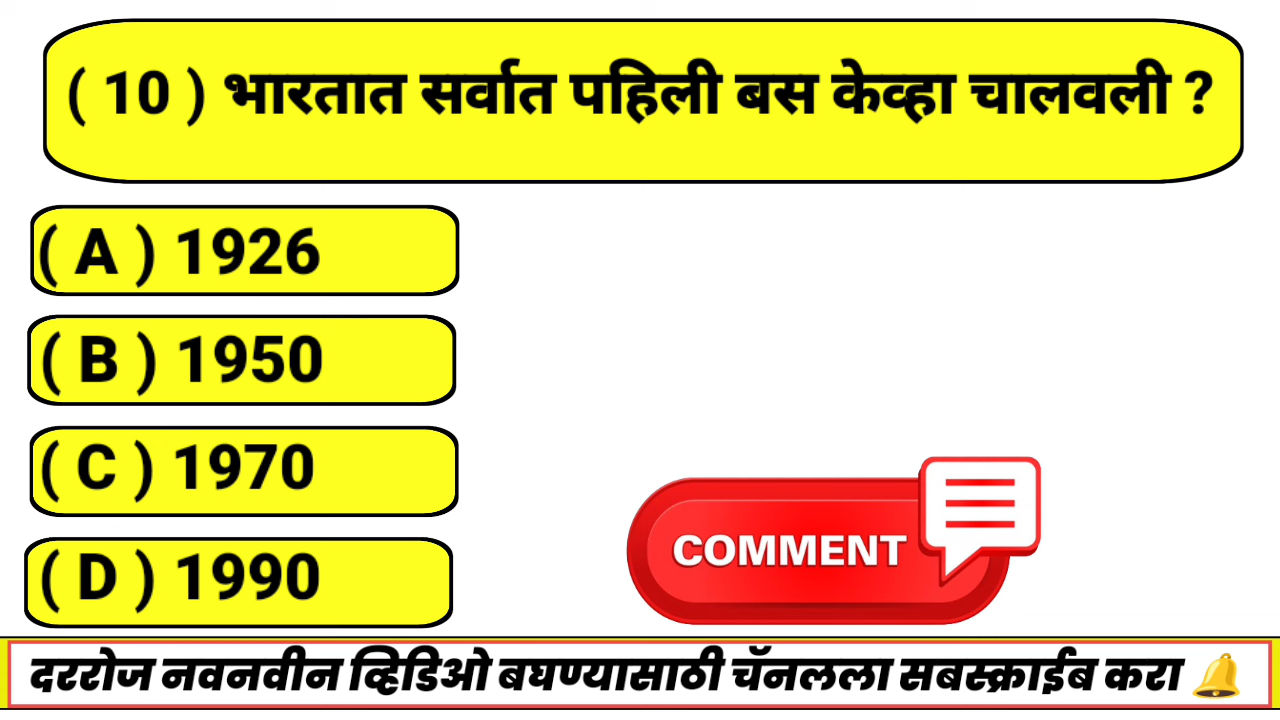 ( 10 ) भारतात सर्वात पहिली बस केव्हा चालवली ?
( A ) 1926
( B ) 1950
( C ) 1970
( D ) 1990
COMMENT
दररोज नवनवीन व्हिडिओ बघण्यासाठी चॅनलला सबस्क्राईब करा 🔔